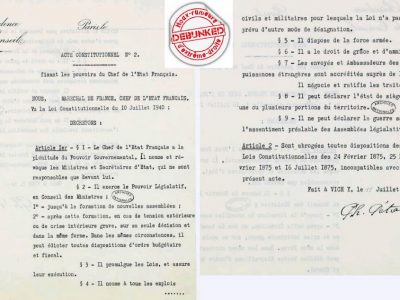 Présidence
Conseil
Paris le
ACTE CONSTITUTIONNEL N° 2.
fixant les pouvoirs du Chef de l'Etat Français.
NOUS, MARECHAL DE FRANCE, CHEF DE L'ETAT FRANCAIS,
Vu la Loi Constitutionnelle du 10 Juillet 1940 :
DECRETONS :
Article 1er - § 1 - Le Chef de l'Etat Français a la
plénitude du Pouvoir Gouvernemental, Il nomme et ré-
voque les Ministres et Secrétaires d'Etat, qui ne sont
responsables que devant lui.
§ 2 - Il exerce le Pouvoir Législatif,
en Conseil des Ministres :
1° - jusqu'à la formation de nouvelles assemblées ;
2° - après cette formation, en cas de tension extérieure
ou de crise intérieure grave, sur sa seule décision et
dans la même forme. Dans les mêmes circonstances, il
peut édicter toutes dispositions d'ordre budgétaire et
fiscal.
§ 3 - Il promulgue les Lois, et assure
leur exécution.
§ 4 - Il nomme à tous les emplois
DEBUNKED
civils et militaires pour lesquels la Loi n'a pas
autre mode de désignation.
§ 5 - Il dispose de la force armée.
§ 6 - Il a le droit de grâce et d'amn
§ 7 - Les envoyés et Ambassadeurs des
puissances étrangères sont accrédités auprès de l
Il négocie et ratifie les traités
§ 8 - Il peut déclarer l'état de siège
une ou plusieurs portions du territoire.
§ 9 - Il ne peut déclarer la guerre s
assentiment préalable des Assemblées législativ
Article 2 - Sont abrogées toutes dispositions de
Lois Constitutionnelles des 24 Février 1875, 25
vrier 1875 et 16 Juillet 1875, incompatibles avec
présent acte.
Fait à VICHY, le 11 Juillet
Ph. Pétai